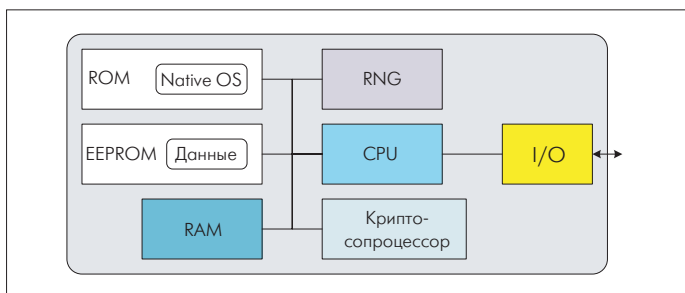 ROM
Native OS
RNG
EEPROM
Данные
CPU
I/O
RAM
Крипто-
сопроцессор